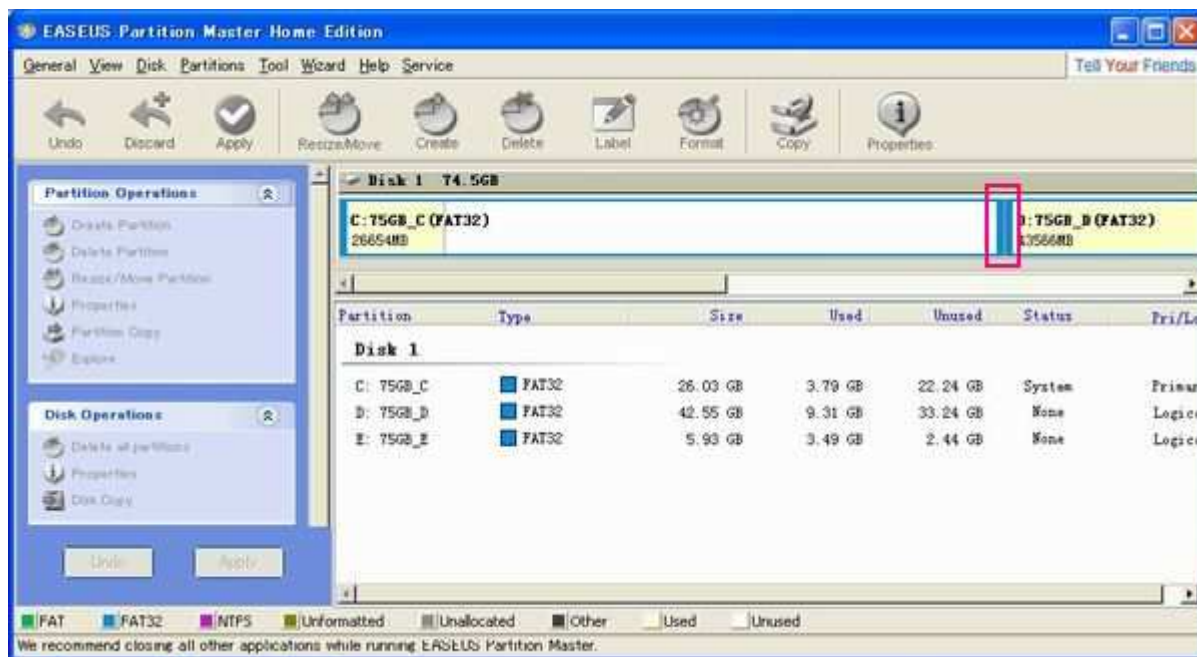 EASEUS Partition Master Home Edition
General View Disk Partitions Tool Wizard Help Service
Tell Your Friends
Undo Discard Apply Resize/Move Create Delete Label Format Copy Properties
Partition Operations
Create Partition
Delete Partition
Resize/Move Partition
Properties
Partition Copy
Explore
Disk Operations
Delete all partitions
Properties
Disk Copy
Undo Apply
Disk 1 74.5GB
C:75GB_C(FAT32)
26654MB
:75GB_D(FAT32)
3566MB
Partition Type Size Used Unused Status Pri/Lo
Disk 1
C: 75GB_C FAT32 26.03 GB 3.79 GB 22.24 GB System Primar
D: 75GB_D FAT32 42.55 GB 9.31 GB 33.24 GB None Logica
E: 75GB_E FAT32 5.93 GB 3.49 GB 2.44 GB None Logica
FAT FAT32 NTFS Unformatted Unallocated Other Used Unused
We recommend closing all other applications while running EASEUS Partition Master.